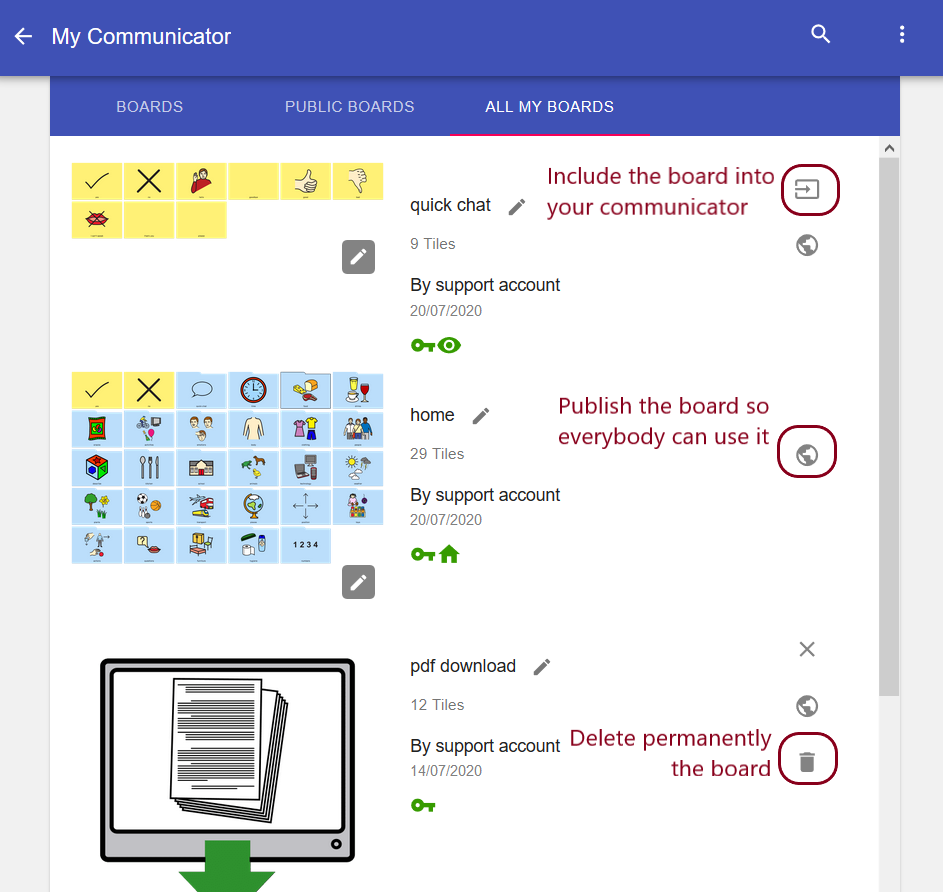 My Communicator
BOARDS
PUBLIC BOARDS
ALL MY BOARDS
Include the board into
your communicator
quick chat
9 Tiles
By support account
20/07/2020
Publish the board so
everybody can use it
home
29 Tiles
By support account
20/07/2020
1 2 3 4
pdf download
12 Tiles
By support account
14/07/2020
Delete permanently
the board